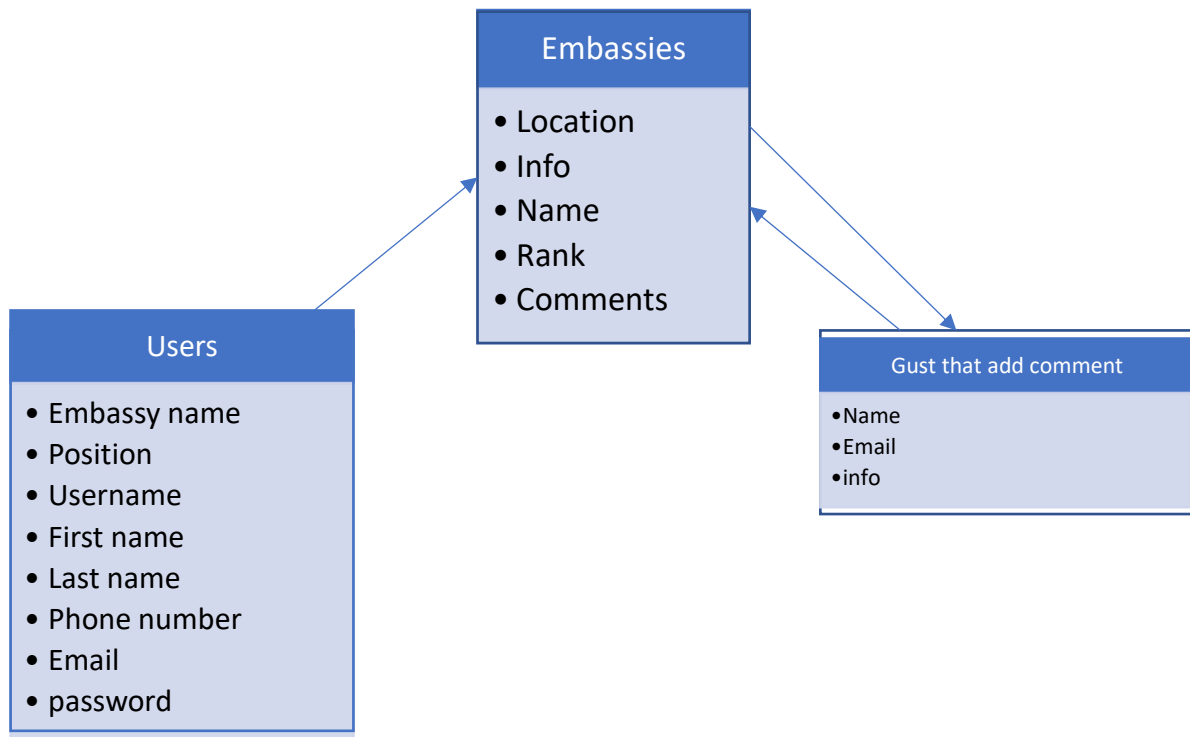 Embassies
• Location
• Info
• Name
• Rank
• Comments
Users
• Embassy name
• Position
• Username
• First name
• Last name
• Phone number
• Email
• password
Gust that add comment
•Name
•Email
•info